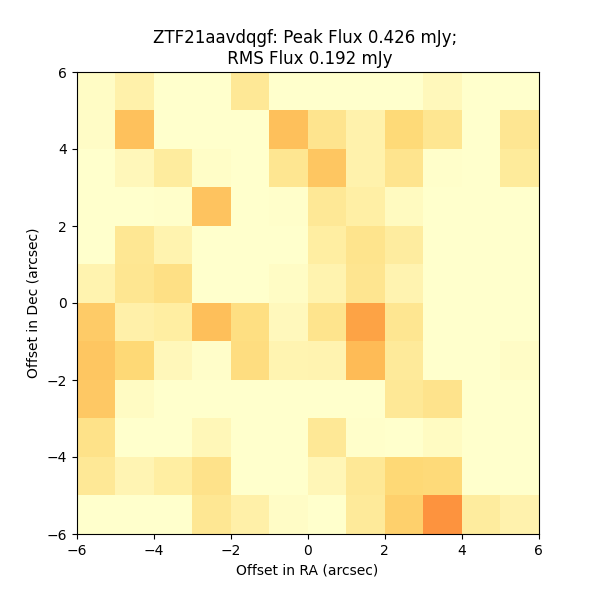 ZTF21aavdqgf: Peak Flux 0.426 mJy;
RMS Flux 0.192 mJy
6
4
2
0
−2
−4
−6
Offset in Dec (arcsec)
−6 −4 −2 0 2 4 6
Offset in RA (arcsec)